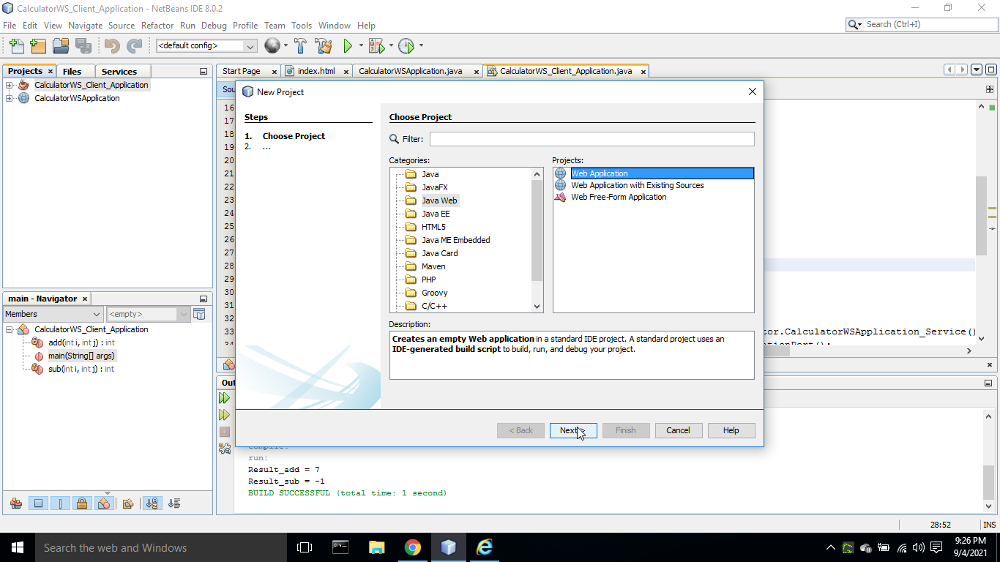 CalculatorWS_Client_Application - NetBeans IDE 8.0.2
File Edit View Navigate Source Refactor Run Debug Profile Team Tools Window Help
Search (Ctrl+I)
<default config>
Projects Files Services
Start Page index.html CalculatorWSApplication.java CalculatorWS_Client_Application.java
CalculatorWS_Client_Application
CalculatorWSApplication
Sou
16
17
18
19
20
21
22
23
24
25
26
27
28
29
30
31
32
33
34
tor.CalculatorWSApplication_Service()
New Project
Steps
1. Choose Project
2. ...
Choose Project
Filter:
Categories:
Java
JavaFX
Java Web
Java EE
HTML5
Java ME Embedded
Java Card
Maven
PHP
Groovy
C/C++
Projects:
Web Application
Web Application with Existing Sources
Web Free-Form Application
Description:
Creates an empty Web application in a standard IDE project. A standard project uses an
IDE-generated build script to build, run, and debug your project.
< Back Next > Finish Cancel Help
main - Navigator
Members <empty>
CalculatorWS_Client_Application
add(int i, int j) : int
main(String[] args)
sub(int i, int j) : int
Out
compile:
run:
Result_add = 7
Result_sub = -1
BUILD SUCCESSFUL (total time: 1 second)
28:52 INS
Search the web and Windows
9:26 PM
9/4/2021